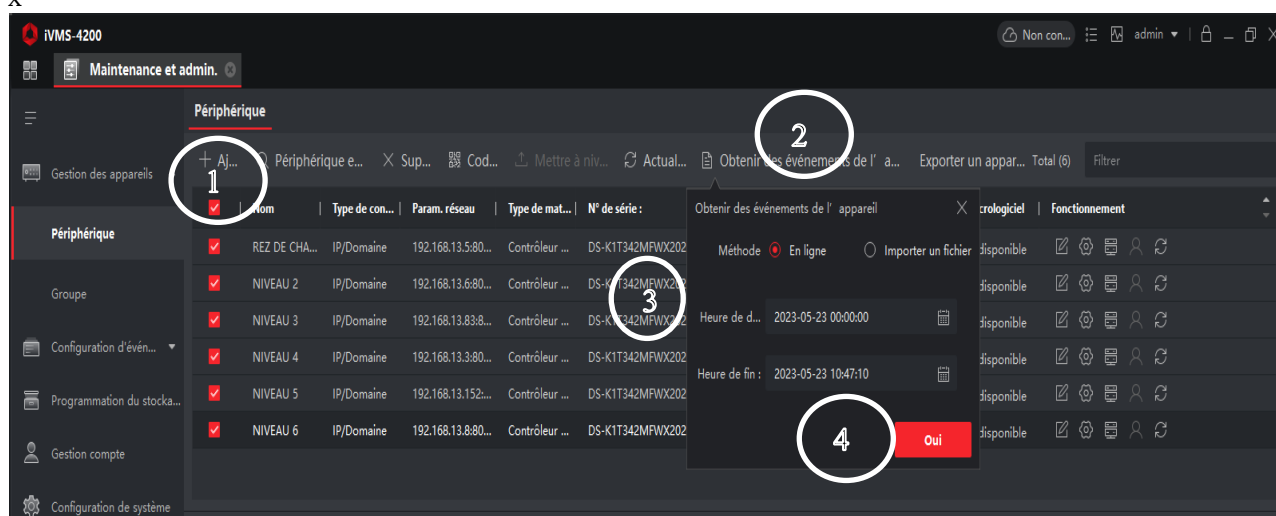 x
iVMS-4200 Non con... admin
Maintenance et admin.
Périphérique
Aj... Périphérique e... Sup... Cod... Mettre à niv... Actual... Obtenir des événements de l' a... Exporter un appar... Total (6) Filtrer
1
2
3
4
Gestion des appareils
Périphérique
Groupe
Configuration d'évén...
Programmation du stocka...
Gestion compte
Configuration de système
Nom Type de con... Param. réseau Type de mat... N° de série : crologiciel Fonctionnement
REZ DE CHA... IP/Domaine 192.168.13.5:80... Contrôleur ... DS-K1T342MFWX202 disponible
NIVEAU 2 IP/Domaine 192.168.13.6:80... Contrôleur ... DS-K1T342MFWX202 disponible
NIVEAU 3 IP/Domaine 192.168.13.83:8... Contrôleur ... DS-K1T342MFWX202 disponible
NIVEAU 4 IP/Domaine 192.168.13.3:80... Contrôleur ... DS-K1T342MFWX202 disponible
NIVEAU 5 IP/Domaine 192.168.13.152:... Contrôleur ... DS-K1T342MFWX202 disponible
NIVEAU 6 IP/Domaine 192.168.13.8:80... Contrôleur ... DS-K1T342MFWX202 disponible
Obtenir des événements de l' appareil
Méthode En ligne Importer un fichier
Heure de d... 2023-05-23 00:00:00
Heure de fin : 2023-05-23 10:47:10
Oui